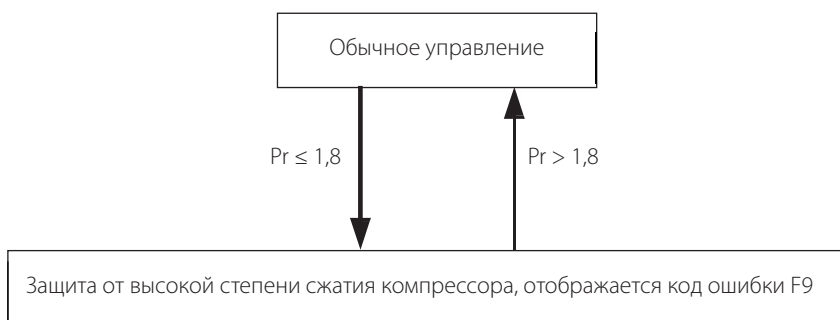 Обычное управление
Pr ≤ 1,8
Pr > 1,8
Защита от высокой степени сжатия компрессора, отображается код ошибки F9